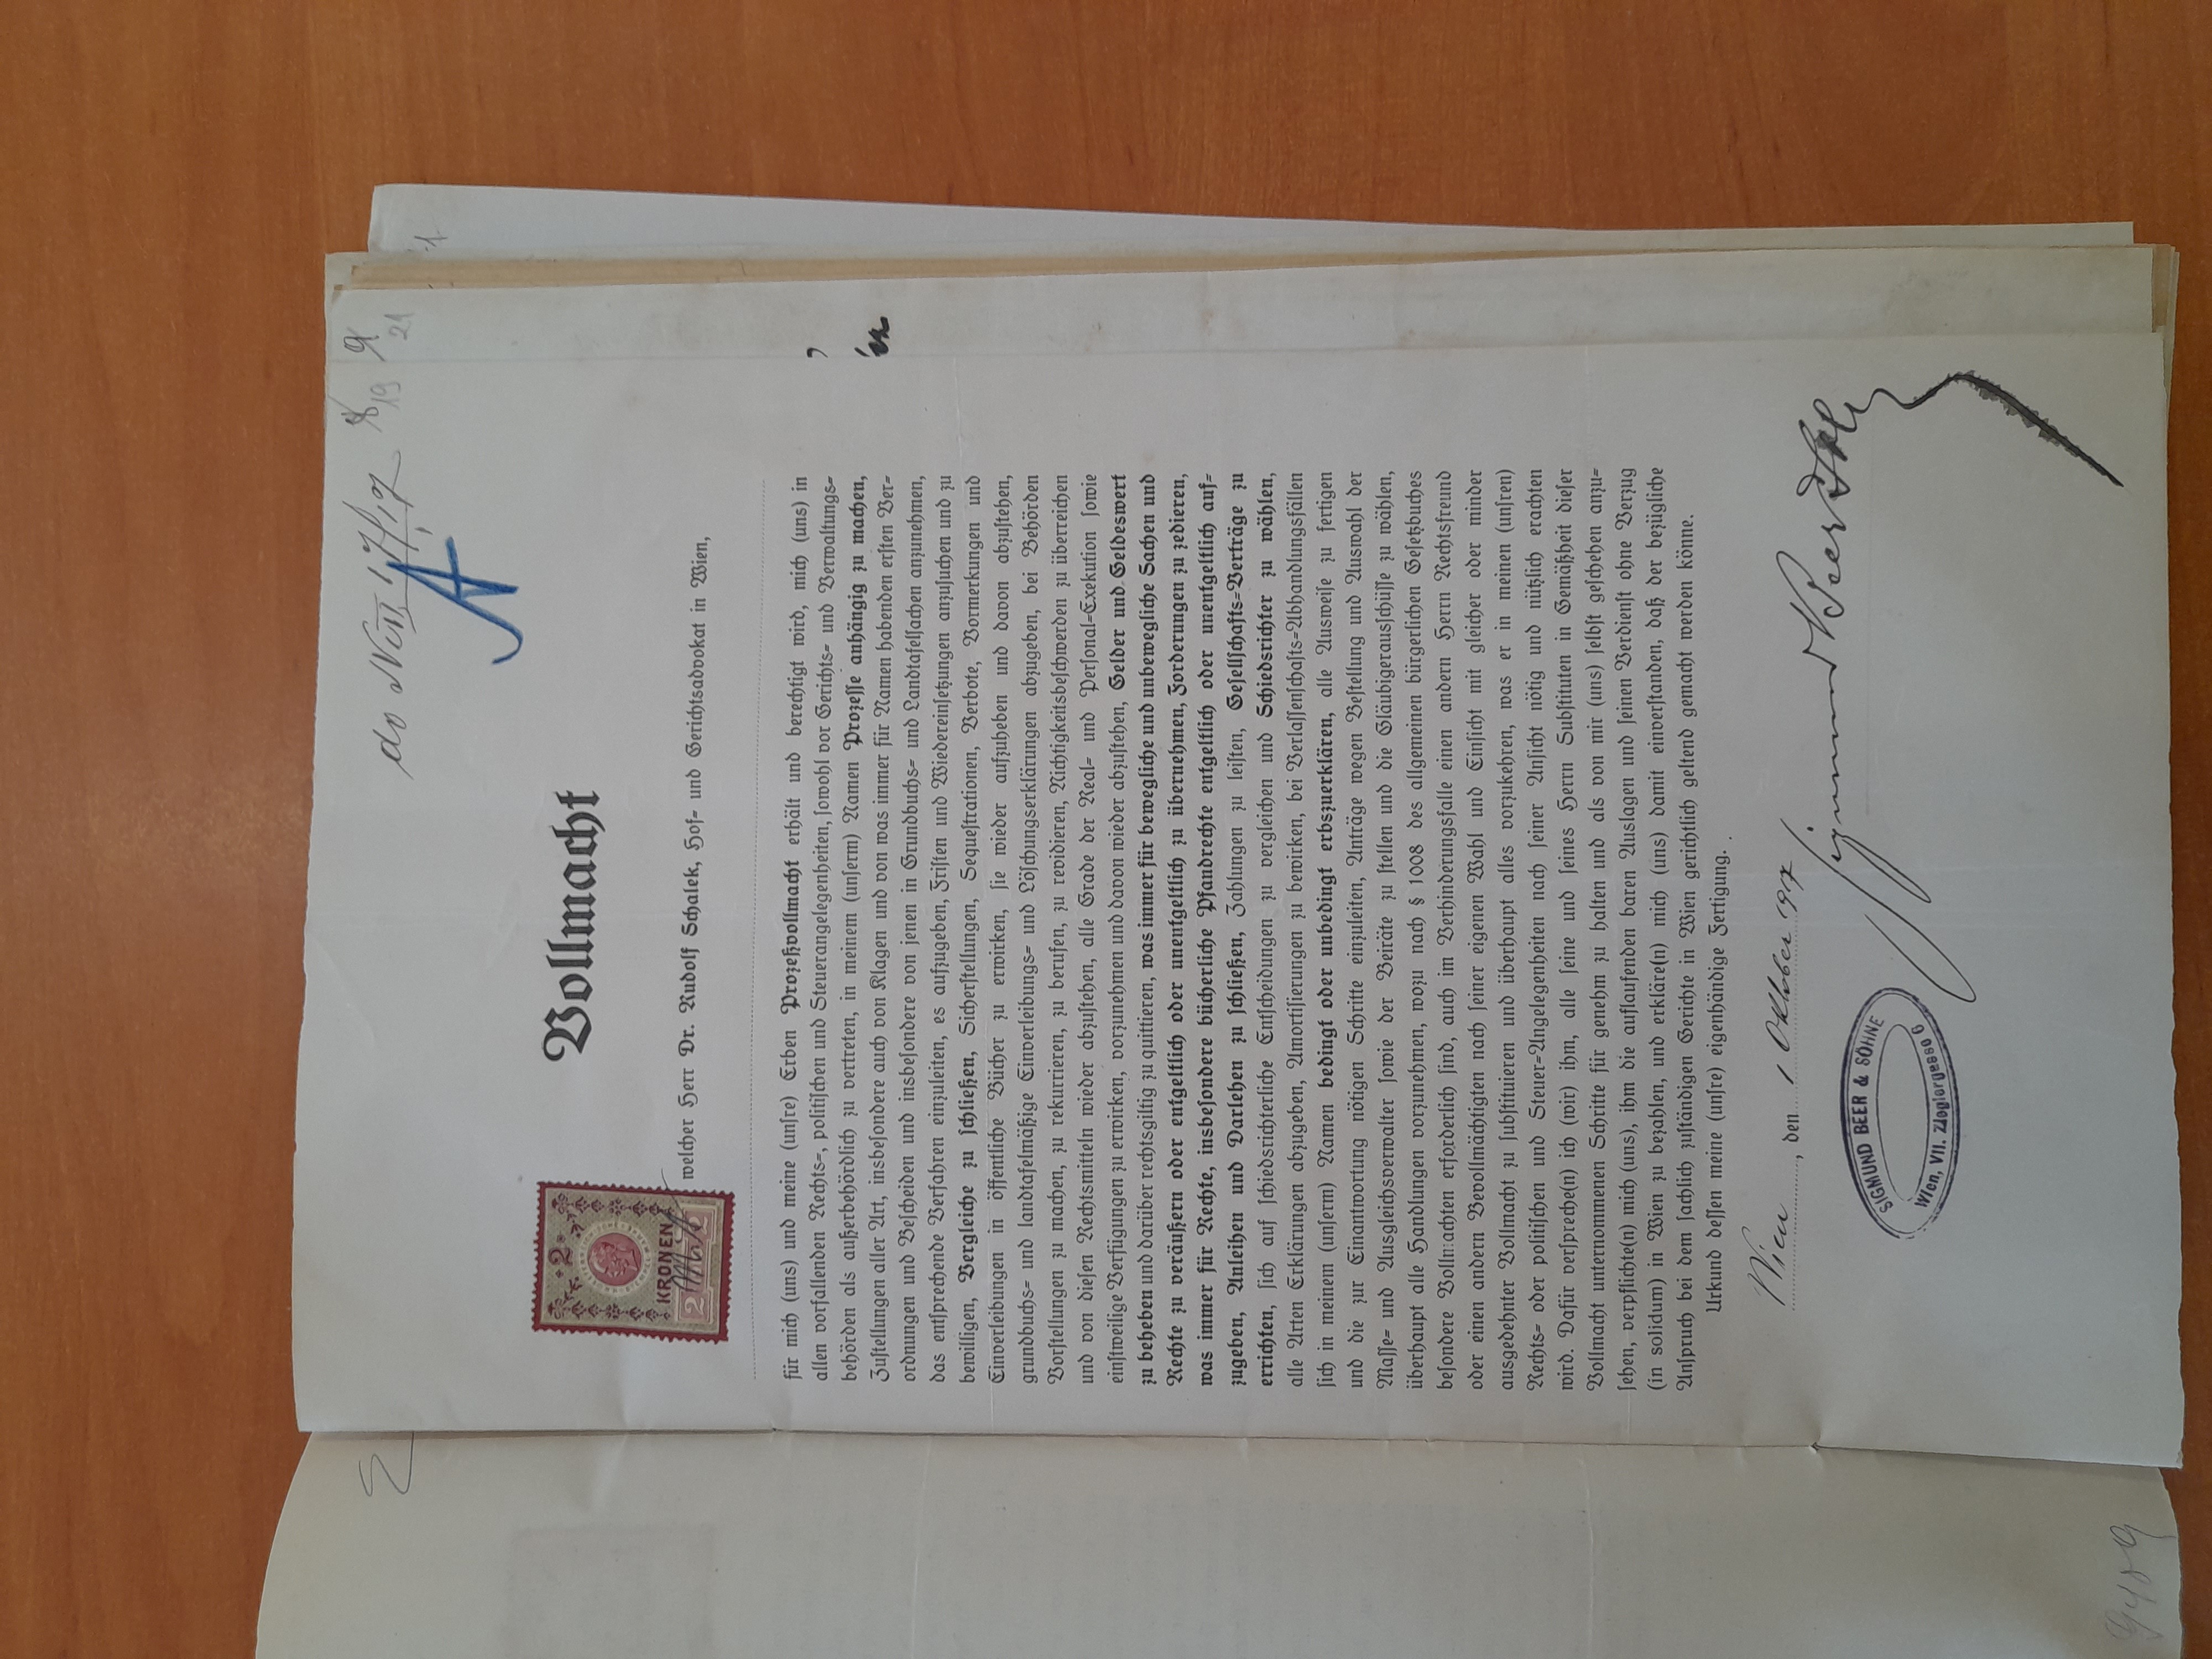 Vollmacht
2 KRONEN 2
welcher Herr Dr. Rudolf Schalek, Hof- und Gerichtsadvokat in Wien,
für mich (uns) und meine (unsre) Erben Prozeßvollmacht erhält und berechtigt wird, mich (uns) in
allen vorfallenden Rechts-, politischen und Steuerangelegenheiten, sowohl vor Gerichts- und Verwaltungs-
behörden als außerbehördlich zu vertreten, in meinem (unserm) Namen Prozesse anhängig zu machen,
Zustellungen aller Art, insbesondere auch von Klagen und von was immer für Namen habenden ersten Ver-
ordnungen und Bescheiden und insbesondere von jenen in Grundbuchs- und Landtafelsachen anzunehmen,
das entsprechende Verfahren einzuleiten, es aufzugeben, Fristen und Wiedereinsetzungen anzusuchen und zu
bewilligen, Vergleiche zu schließen, Sicherstellungen, Sequestrationen, Verbote, Vormerkungen und
Einverleibungen in öffentliche Bücher zu erwirken, sie wieder aufzuheben und davon abzustehen,
grundbuchs- und landtafelmäßige Einverleibungs- und Löschungserklärungen abzugeben, bei Behörden
Vorstellungen zu machen, zu rekurrieren, zu berufen, zu revidieren, Nichtigkeitsbeschwerden zu überreichen
und von diesen Rechtsmitteln wieder abzustehen, alle Grade der Real- und Personal-Exekution sowie
einstweilige Verfügungen zu erwirken, vorzunehmen und davon wieder abzustehen, Gelder und Geldeswert
zu beheben und darüber rechtsgiltig zu quittieren, was immer für bewegliche und unbewegliche Sachen und
Rechte zu veräußern oder entgeltlich oder unentgeltlich zu übernehmen, Forderungen zu zedieren,
was immer für Rechte, insbesondere bücherliche Pfandrechte entgeltlich oder unentgeltlich auf-
zugeben, Anleihen und Darlehen zu schließen, Zahlungen zu leisten, Gesellschafts-Verträge zu
errichten, sich auf schiedsrichterliche Entscheidungen zu vergleichen und Schiedsrichter zu wählen,
alle Arten Erklärungen abzugeben, Amortisierungen zu bewirken, bei Verlassenschafts-Abhandlungsfällen
sich in meinem (unserm) Namen bedingt oder unbedingt erbszuerklären, alle Ausweise zu fertigen
und die zur Einantwortung nötigen Schritte einzuleiten, Anträge wegen Bestellung und Auswahl der
Masse- und Ausgleichsverwalter sowie der Beiräte zu stellen und die Gläubigerausschüsse zu wählen,
überhaupt alle Handlungen vorzunehmen, wozu nach § 1008 des allgemeinen bürgerlichen Gesetzbuches
besondere Vollmachten erforderlich sind, auch im Verhinderungsfalle einen andern Herrn Rechtsfreund
oder einen andern Bevollmächtigten nach seiner eigenen Wahl und Einsicht mit gleicher oder minder
ausgedehnter Vollmacht zu substituieren und überhaupt alles vorzukehren, was er in meinen (unsren)
Rechts- oder politischen und Steuer-Angelegenheiten nach seiner Ansicht nötig und nützlich erachten
wird. Dafür verspreche(n) ich (wir) ihm, alle seine und seines Herrn Substituten in Gemäßheit dieser
Vollmacht unternommenen Schritte für genehm zu halten und als von mir (uns) selbst geschehen anzu-
sehen, verpflichte(n) mich (uns), ihm die auflaufenden baren Auslagen und seinen Verdienst ohne Verzug
(in solidum) in Wien zu bezahlen, und erkläre(n) mich (uns) damit einverstanden, daß der bezügliche
Anspruch bei dem sachlich zuständigen Gerichte in Wien gerichtlich geltend gemacht werden könne.
Urkund dessen meine (unsre) eigenhändige Fertigung.
Wien, den 1 Oktober 1917
SIGMUND BEER & SÖHNE
Wien, VII. Zieglergasse 6
Sigmund Beer